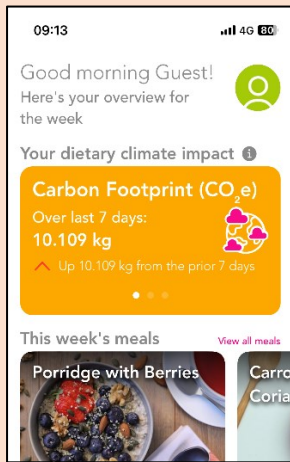 09:13
4G 80
Good morning Guest!
Here's your overview for
the week
Your dietary climate impact
Carbon Footprint (CO2e)
Over last 7 days:
10.109 kg
Up 10.109 kg from the prior 7 days
This week's meals
View all meals
Porridge with Berries
Carro
Coria